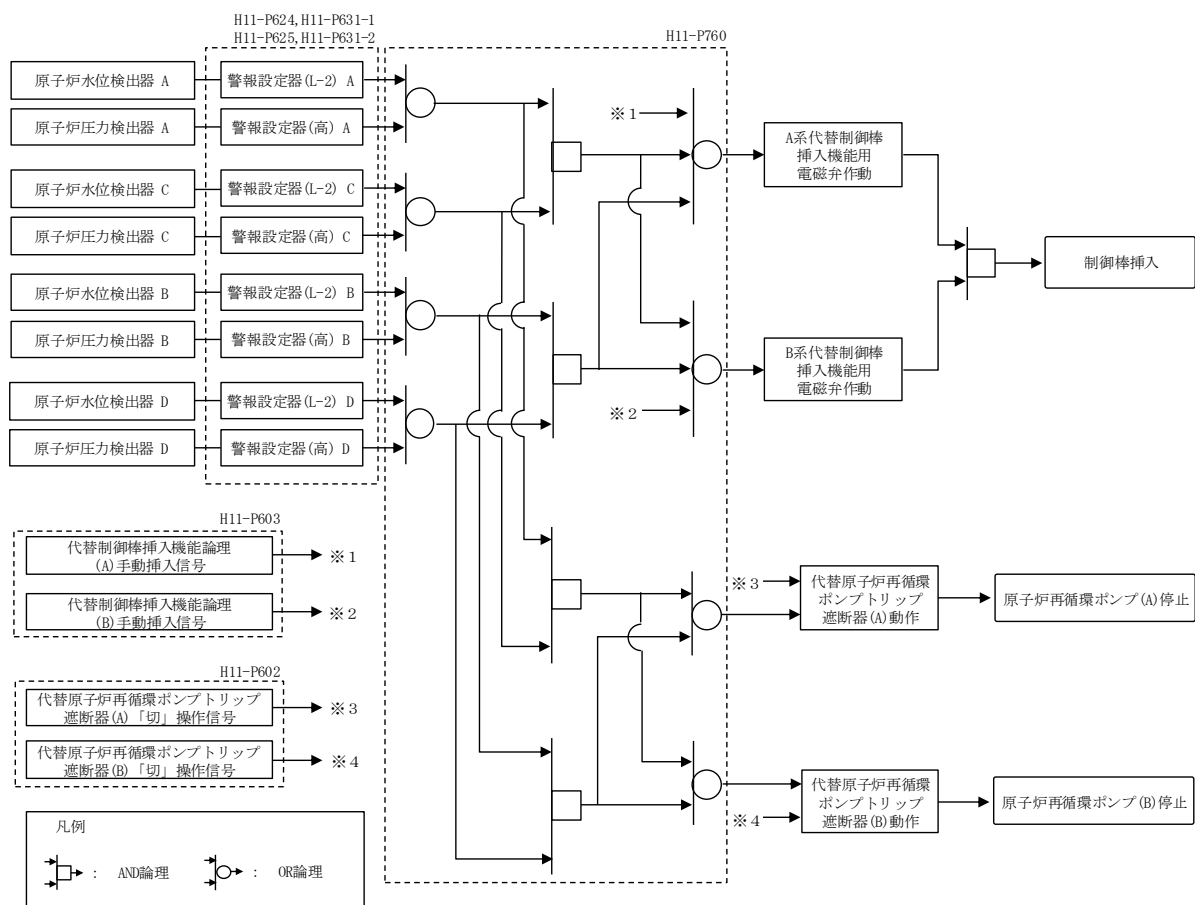 H11-P624,H11-P631-1
H11-P625,H11-P631-2
H11-P760
原子炉水位検出器 A
警報設定器(L-2) A
原子炉圧力検出器 A
警報設定器(高) A
原子炉水位検出器 C
警報設定器(L-2) C
原子炉圧力検出器 C
警報設定器(高) C
原子炉水位検出器 B
警報設定器(L-2) B
原子炉圧力検出器 B
警報設定器(高) B
原子炉水位検出器 D
警報設定器(L-2) D
原子炉圧力検出器 D
警報設定器(高) D
※1
※2
A系代替制御棒
挿入機能用
電磁弁作動
B系代替制御棒
挿入機能用
電磁弁作動
制御棒挿入
H11-P603
代替制御棒挿入機能論理
(A)手動挿入信号
※1
代替制御棒挿入機能論理
(B)手動挿入信号
※2
H11-P602
代替原子炉再循環ポンプトリップ
遮断器(A)「切」操作信号
※3
代替原子炉再循環ポンプトリップ
遮断器(B)「切」操作信号
※4
※3
代替原子炉再循環
ポンプトリップ
遮断器(A)動作
原子炉再循環ポンプ(A)停止
※4
代替原子炉再循環
ポンプトリップ
遮断器(B)動作
原子炉再循環ポンプ(B)停止
凡例
: AND論理
: OR論理